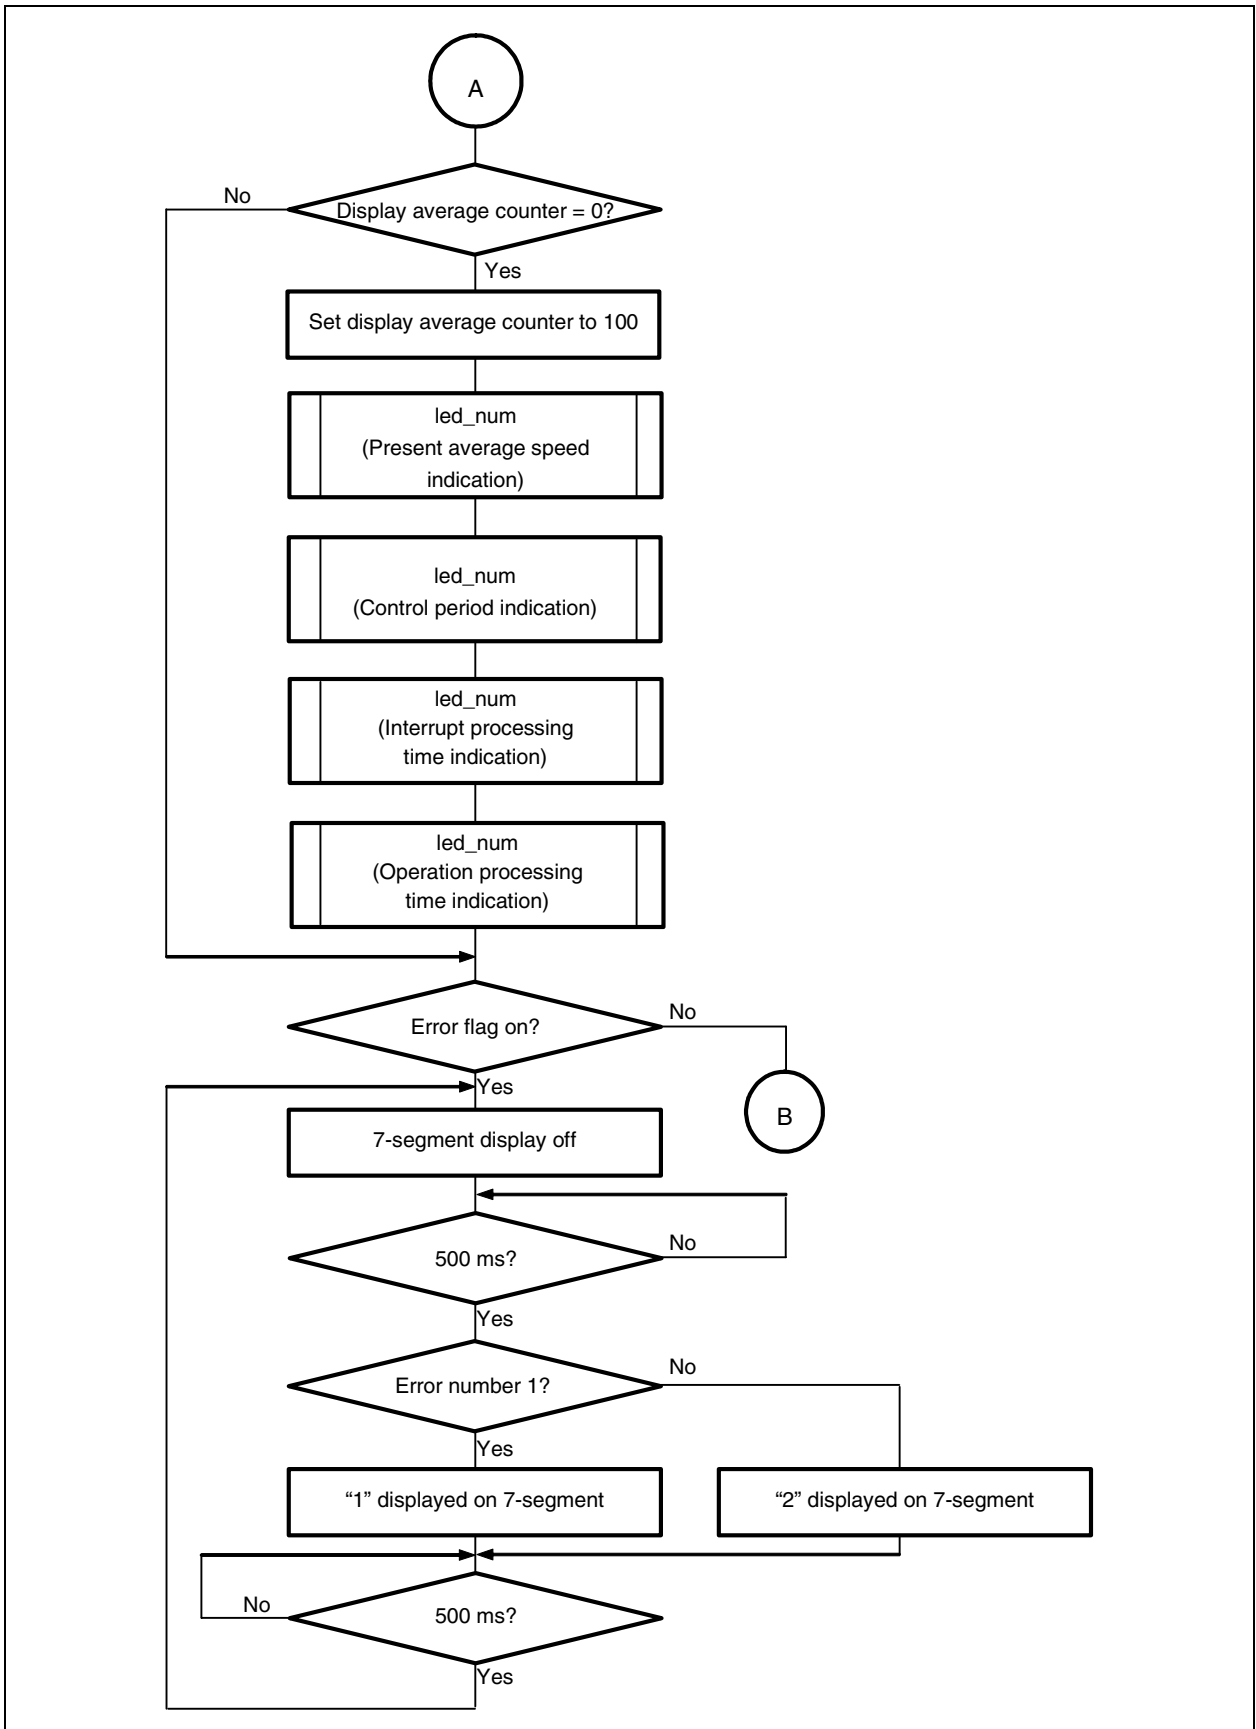 A
No
Display average counter = 0?
Yes
Set display average counter to 100
led_num
(Present average speed
indication)
led_num
(Control period indication)
led_num
(Interrupt processing
time indication)
led_num
(Operation processing
time indication)
No
Error flag on?
Yes
B
7-segment display off
No
500 ms?
Yes
No
Error number 1?
Yes
“1” displayed on 7-segment
“2” displayed on 7-segment
No
500 ms?
Yes